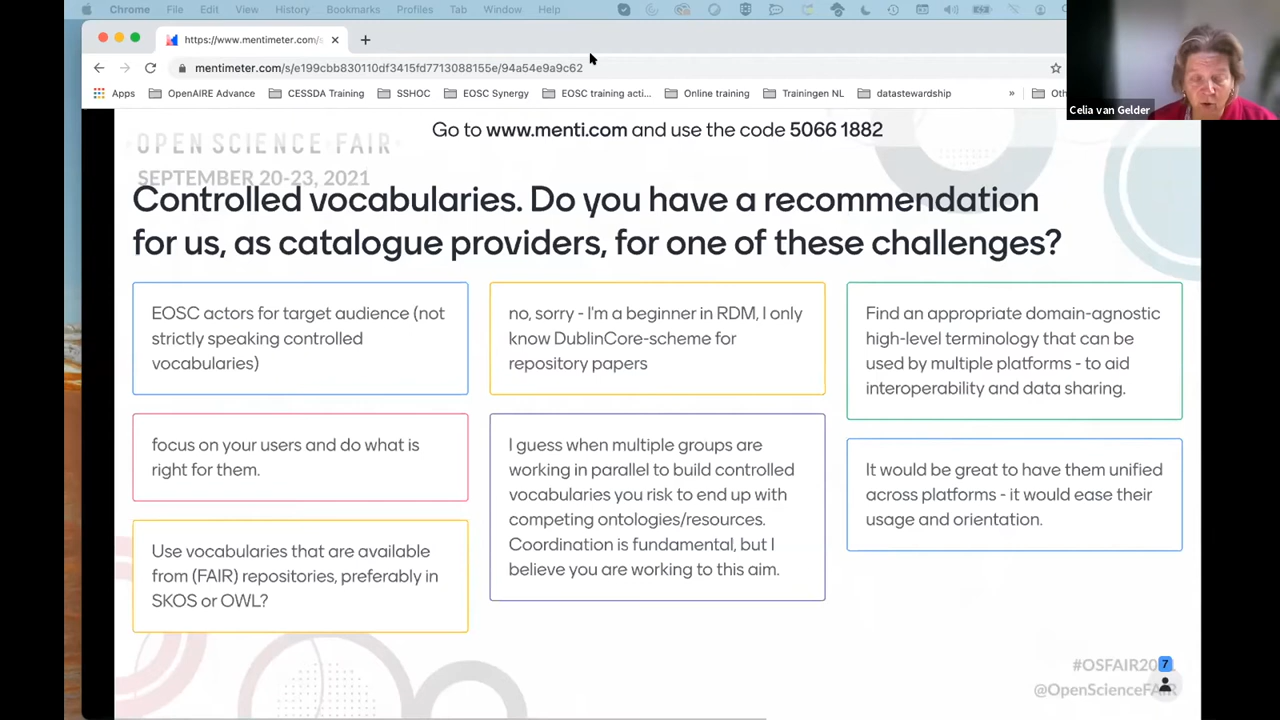 Chrome File Edit View History Bookmarks Profiles Tab Window Help
https://www.mentimeter.com/s
mentimeter.com/s/e199cbb830110df3415fd7713088155e/94a54e9a9c62
Apps OpenAIRE Advance CESSDA Training SSHOC EOSC Synergy EOSC training acti... Online training Trainingen NL datastewardship » Oth
Celia van Gelder
Go to www.menti.com and use the code 5066 1882
OPEN SCIENCE FAIR
SEPTEMBER 20-23, 2021
Controlled vocabularies. Do you have a recommendation
for us, as catalogue providers, for one of these challenges?
EOSC actors for target audience (not
strictly speaking controlled
vocabularies)
focus on your users and do what is
right for them.
Use vocabularies that are available
from (FAIR) repositories, preferably in
SKOS or OWL?
no, sorry - I'm a beginner in RDM, I only
know DublinCore-scheme for
repository papers
I guess when multiple groups are
working in parallel to build controlled
vocabularies you risk to end up with
competing ontologies/resources.
Coordination is fundamental, but I
believe you are working to this aim.
Find an appropriate domain-agnostic
high-level terminology that can be
used by multiple platforms - to aid
interoperability and data sharing.
It would be great to have them unified
across platforms - it would ease their
usage and orientation.
#OSFAIR2021
7
@OpenScienceFAIR